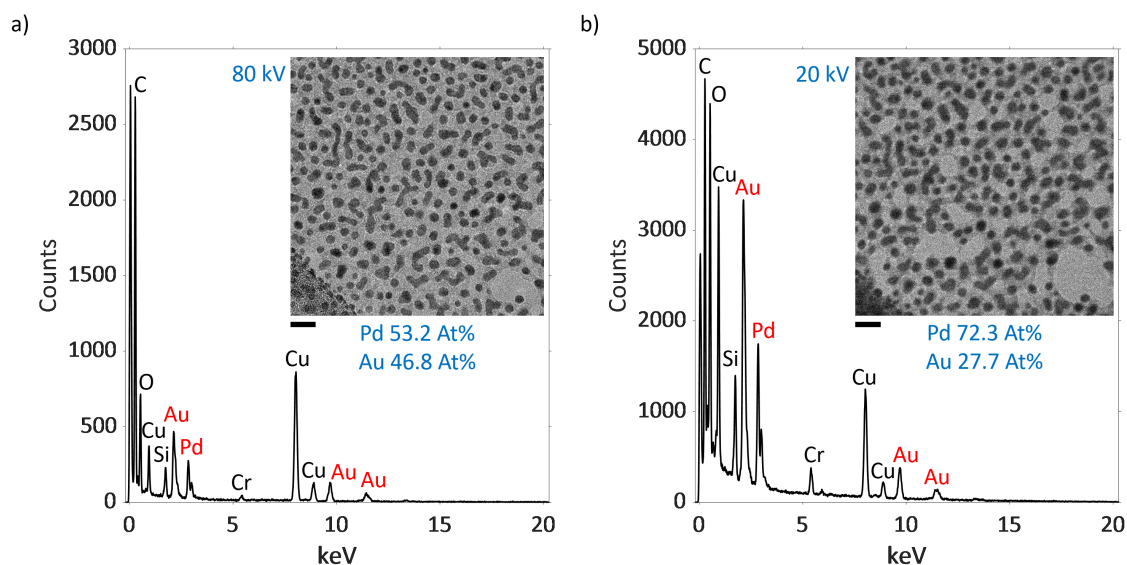 a)
3000
2500
2000
1500
1000
500
0
Counts
80 kV
C
O
Cu
Si
Au
Pd
Cr
Cu
Cu
Au
Au
Pd 53.2 At%
Au 46.8 At%
0 5 10 15 20
keV
b)
5000
4000
3000
2000
1000
0
Counts
20 kV
C
O
Cu
Au
Si
Pd
Cr
Cu
Cu
Au
Au
Pd 72.3 At%
Au 27.7 At%
0 5 10 15 20
keV